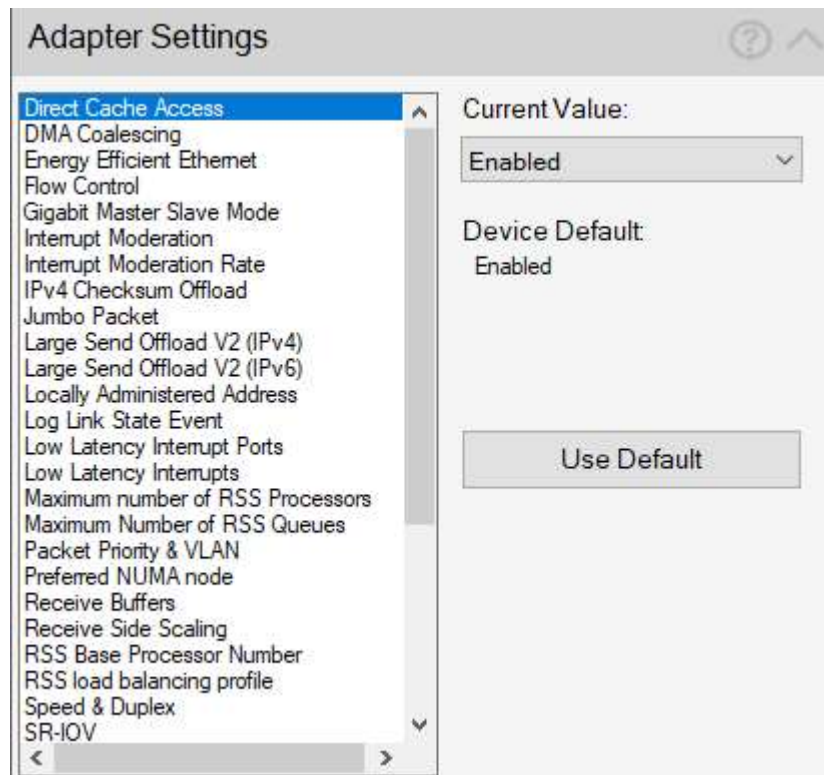 Adapter Settings
Direct Cache Access
DMA Coalescing
Energy Efficient Ethernet
Flow Control
Gigabit Master Slave Mode
Interrupt Moderation
Interrupt Moderation Rate
IPv4 Checksum Offload
Jumbo Packet
Large Send Offload V2 (IPv4)
Large Send Offload V2 (IPv6)
Locally Administered Address
Log Link State Event
Low Latency Interrupt Ports
Low Latency Interrupts
Maximum number of RSS Processors
Maximum Number of RSS Queues
Packet Priority & VLAN
Preferred NUMA node
Receive Buffers
Receive Side Scaling
RSS Base Processor Number
RSS load balancing profile
Speed & Duplex
SR-IOV
Current Value:
Enabled
Device Default:
Enabled
Use Default